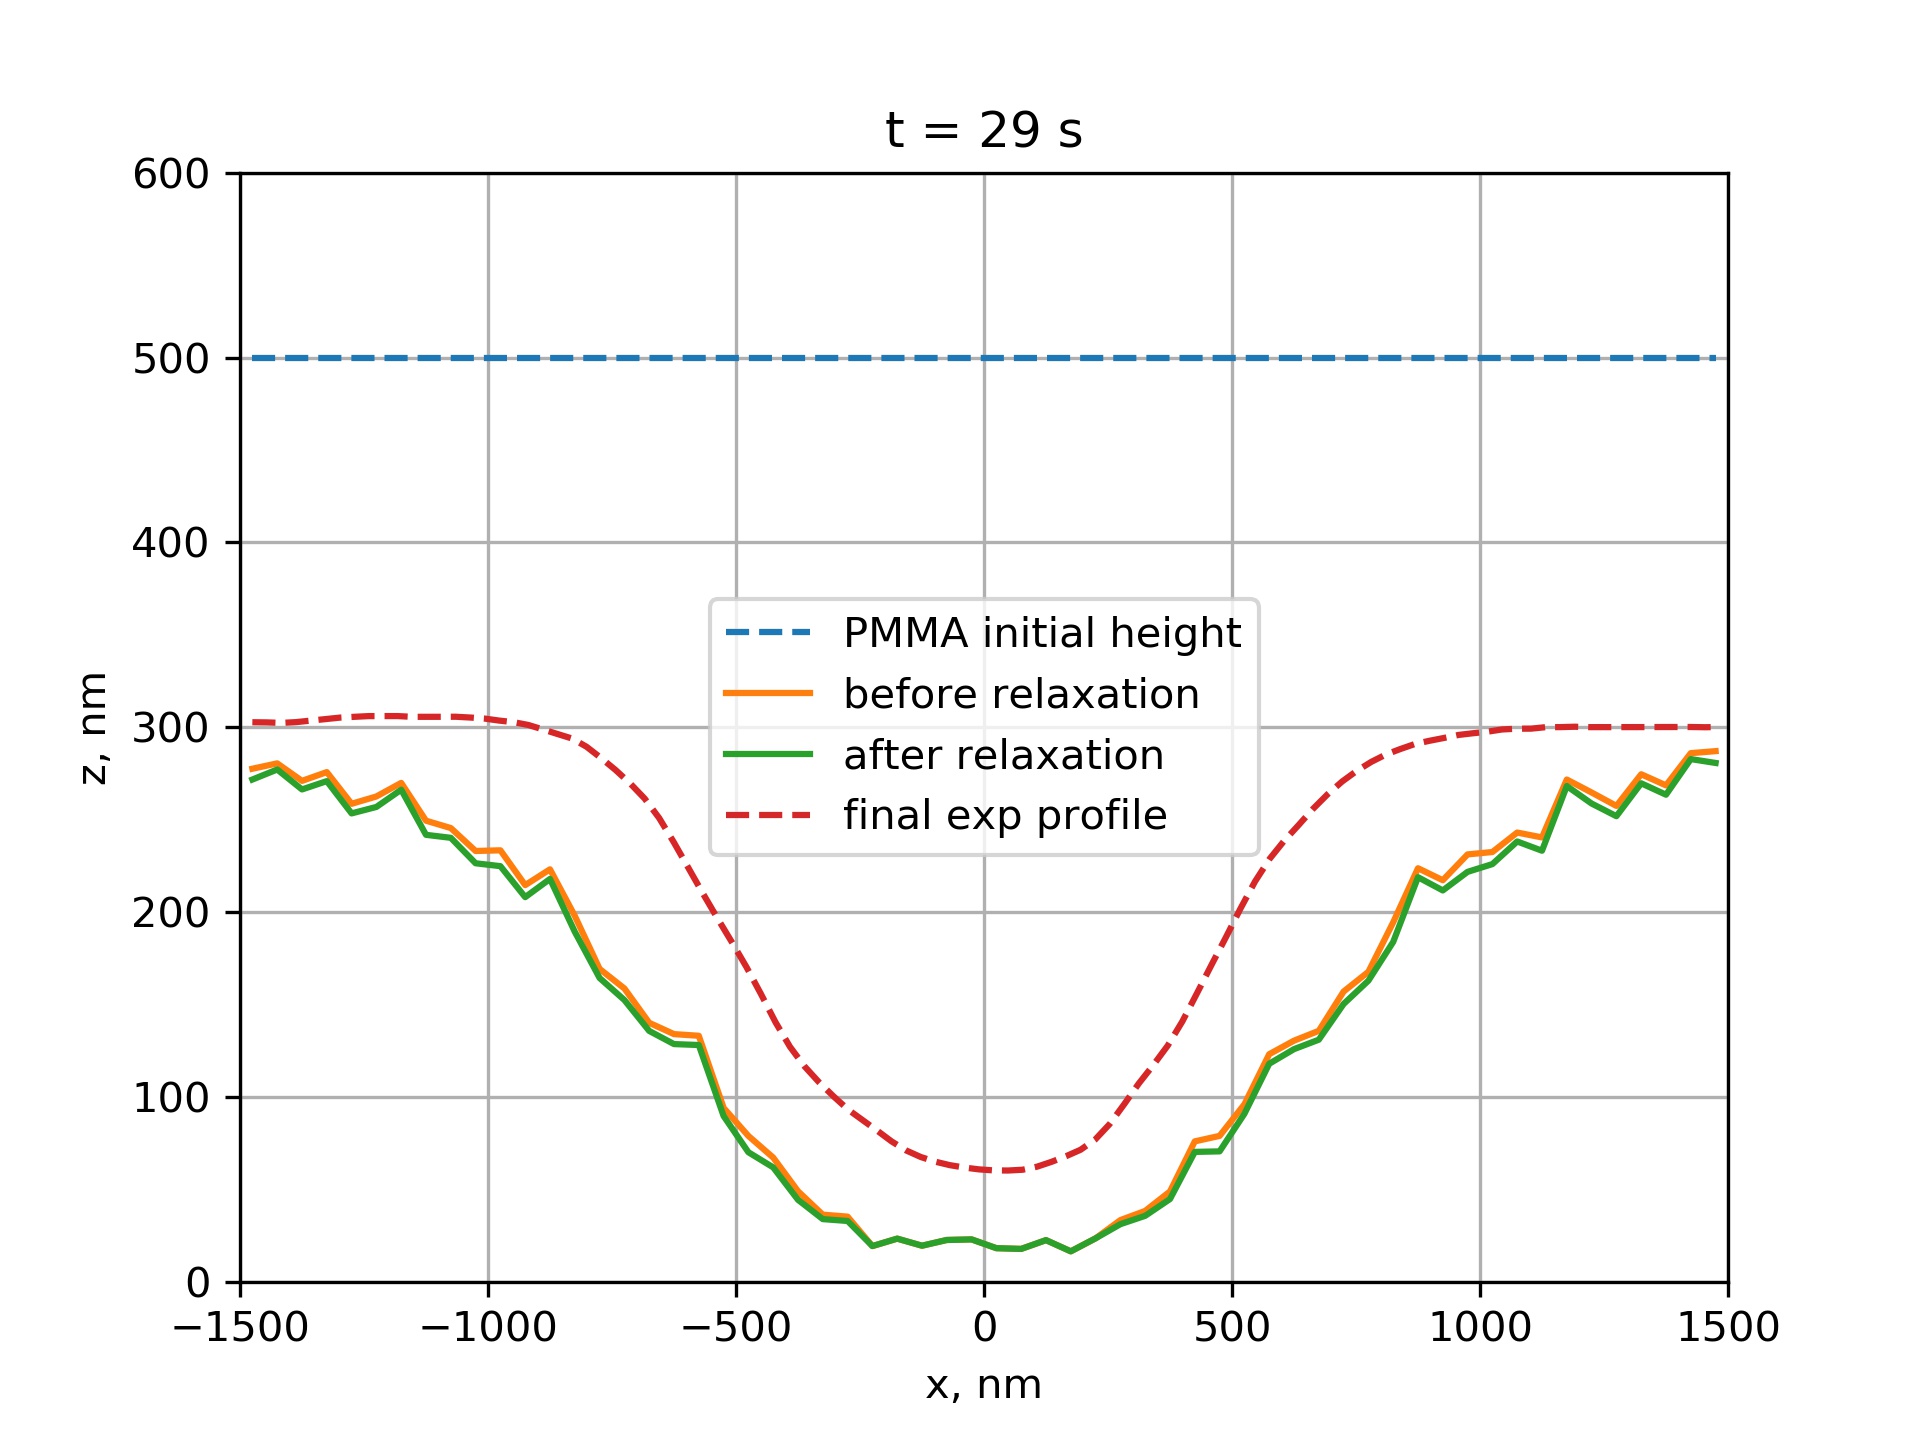 t = 29 s
600
500
400
300
200
100
0
z, nm
PMMA initial height
before relaxation
after relaxation
final exp profile
−1500 −1000 −500 0 500 1000 1500
x, nm